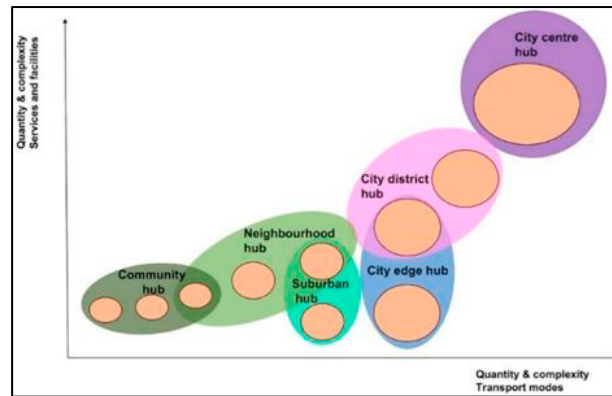 Quantity & complexity
Services and facilities
City centre
hub
City district
hub
Neighbourhood
hub
Community
hub
Suburban
hub
City edge hub
Quantity & complexity
Transport modes